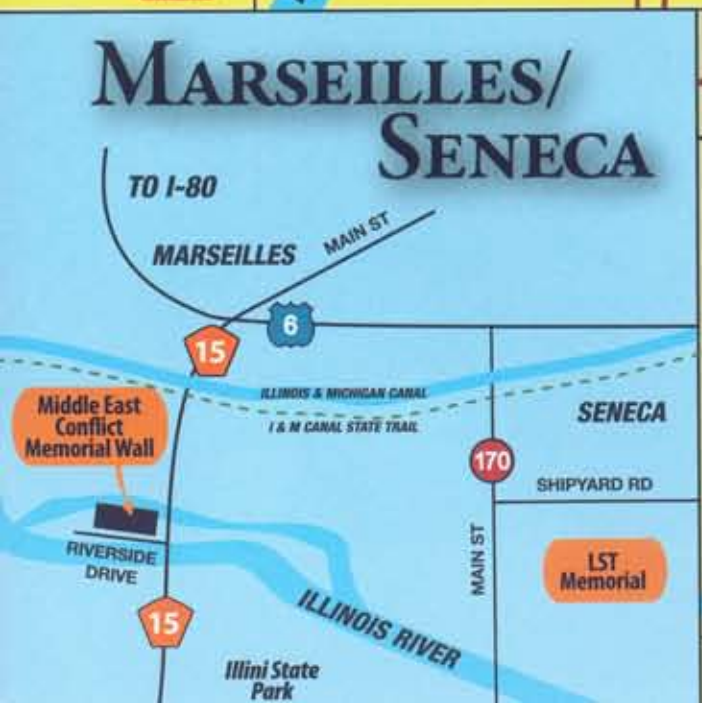 MARSEILLES/
SENECA
TO I-80
MARSEILLES
MAIN ST
6
15
ILLINOIS & MICHIGAN CANAL
I & M CANAL STATE TRAIL
Middle East
Conflict
Memorial Wall
SENECA
170
SHIPYARD RD
RIVERSIDE
DRIVE
MAIN ST
LST
Memorial
15
ILLINOIS RIVER
Illini State
Park